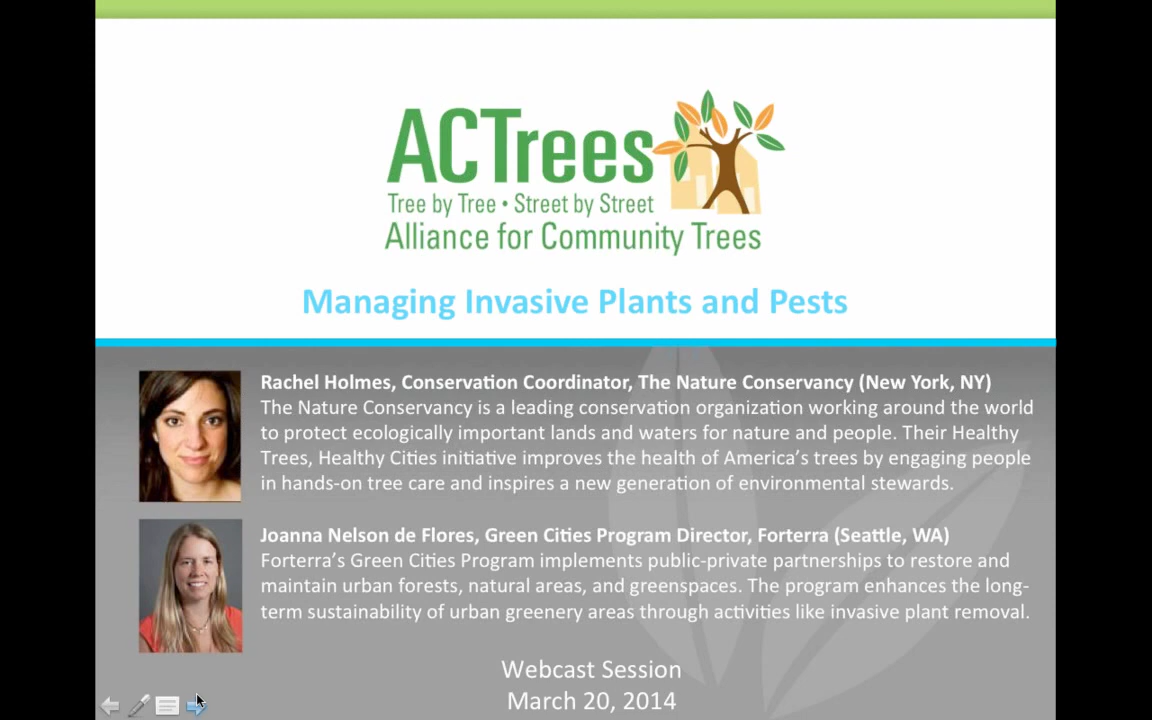 ACTrees
Tree by Tree • Street by Street
Alliance for Community Trees
Managing Invasive Plants and Pests
Rachel Holmes, Conservation Coordinator, The Nature Conservancy (New York, NY)
The Nature Conservancy is a leading conservation organization working around the world
to protect ecologically important lands and waters for nature and people. Their Healthy
Trees, Healthy Cities initiative improves the health of America’s trees by engaging people
in hands-on tree care and inspires a new generation of environmental stewards.
Joanna Nelson de Flores, Green Cities Program Director, Forterra (Seattle, WA)
Forterra’s Green Cities Program implements public-private partnerships to restore and
maintain urban forests, natural areas, and greenspaces. The program enhances the long-
term sustainability of urban greenery areas through activities like invasive plant removal.
Webcast Session
March 20, 2014